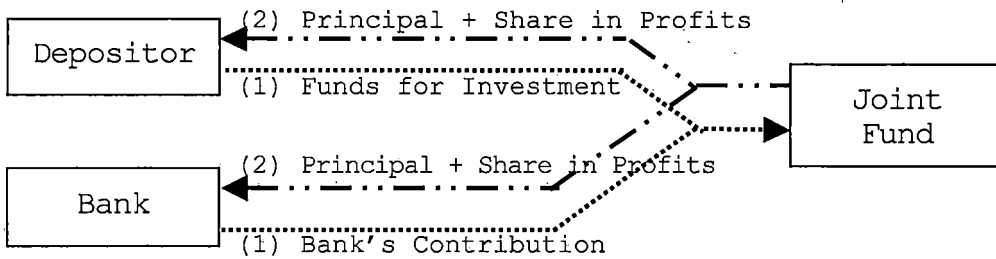 (2) Principal + Share in Profits
Depositor
(1) Funds for Investment
Joint
Fund
(2) Principal + Share in Profits
Bank
(1) Bank's Contribution